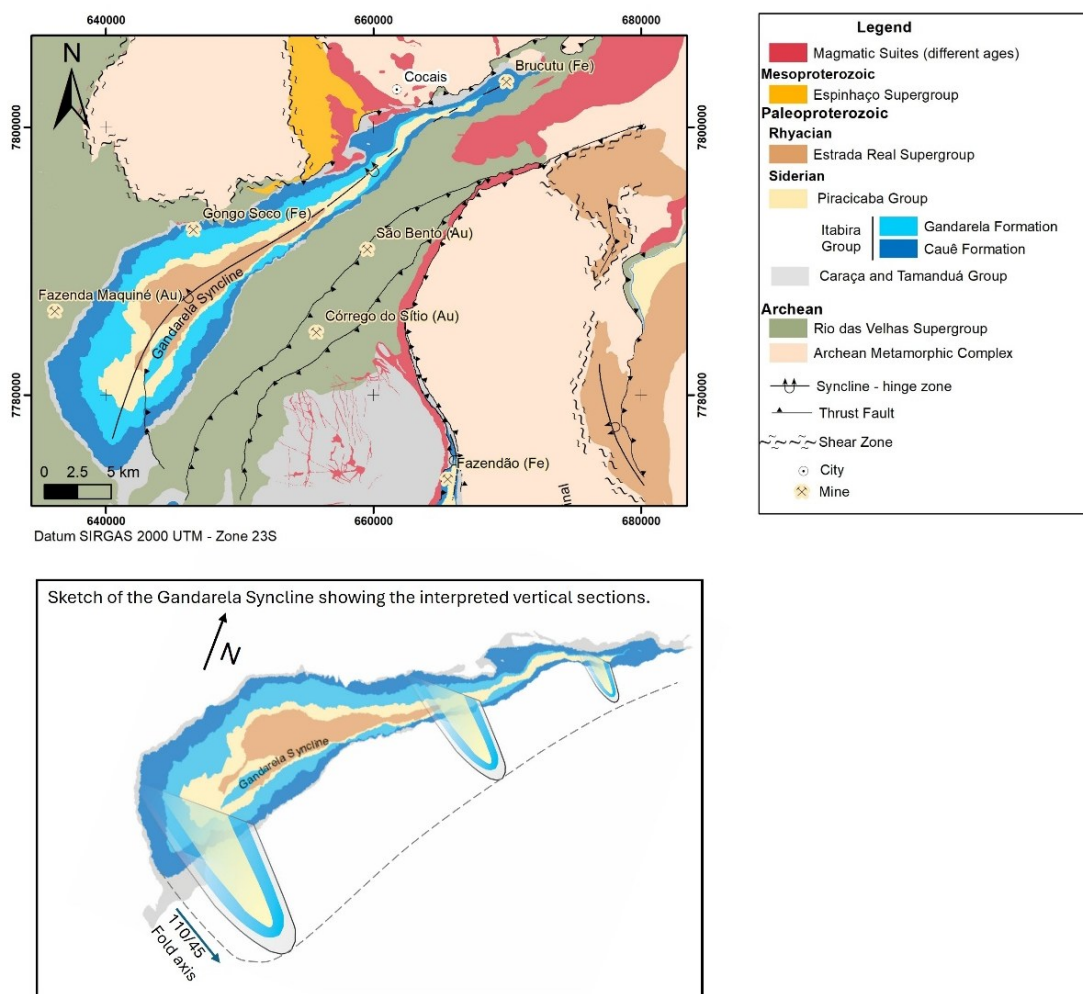 640000
660000
680000
N
Cocais
Brucutu (Fe)
7800000
7800000
Gongo Soco (Fe)
São Bento (Au)
Fazenda Maquiné (Au)
Gandarela Syncline
Córrego do Sítio (Au)
7780000
7780000
Fazendão (Fe)
0 2.5 5 km
nal
640000
660000
680000
Datum SIRGAS 2000 UTM - Zone 23S
Legend
Magmatic Suites (different ages)
Mesoproterozoic
Espinhaço Supergroup
Paleoproterozoic
Rhyacian
Estrada Real Supergroup
Siderian
Piracicaba Group
Itabira
Group
Gandarela Formation
Cauê Formation
Caraça and Tamanduá Group
Archean
Rio das Velhas Supergroup
Archean Metamorphic Complex
Syncline - hinge zone
Thrust Fault
Shear Zone
City
Mine
Sketch of the Gandarela Syncline showing the interpreted vertical sections.
N
Gandarela Syncline
110/45
Fold axis